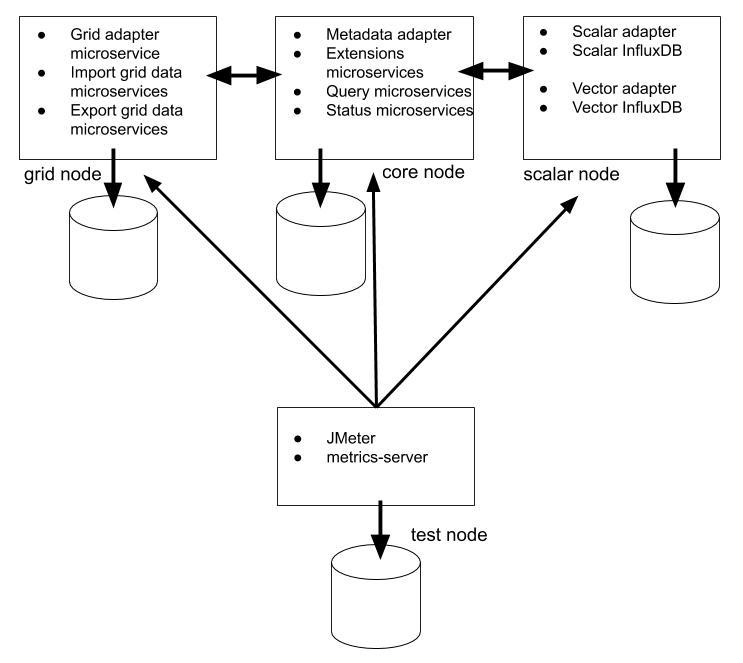 ● Grid adapter
microservice
● Import grid data
microservices
● Export grid data
microservices
grid node
● Metadata adapter
● Extensions
microservices
● Query microservices
● Status microservices
core node
● Scalar adapter
● Scalar InfluxDB
● Vector adapter
● Vector InfluxDB
scalar node
● JMeter
● metrics-server
test node